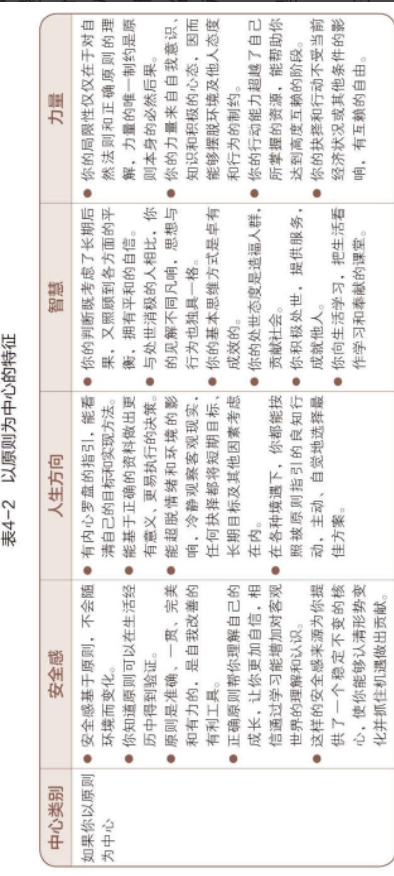 表4-2 以原则为中心的特征
中心类别
安全感
人生方向
智慧
力量
如果你以原则
为中心
● 安全感基于原则，不会随
环境而变化。
● 你知道原则可以在生活经
历中得到验证。
● 原则是准确、一贯、完美
和有力的，是自我改善的
有利工具。
● 正确原则帮你理解自己的
成长，让你更加自信，相
信通过学习能增加对客观
世界的理解和认识。
● 这样的安全感来源为你提
供了一个稳定不变的核
心，使你能够认清形势变
化并抓住机遇做出贡献。
● 有内心罗盘的指引，能看
清自己的目标和实现方法。
● 能基于正确的资料做出更
有意义、更易执行的决策。
● 能超脱情绪和环境的影
响，冷静观察客观现实，
任何抉择都将短期目标、
长期目标及其他因素考虑
在内。
● 在各种境遇下，你都能按
照被原则指引的良知行
动，主动、自觉地选择最
佳方案。
● 你的判断既考虑了长期后
果，又照顾到各方面的平
衡，拥有平和的自信。
● 与处世消极的人相比，你
的见解不同凡响，思想与
行为也独具一格。
● 你的基本思维方式是卓有
成效的。
● 你的处世态度是造福人群，
贡献社会。
● 你积极处世，提供服务，
成就他人。
● 你向生活学习，把生活看
作学习和奉献的课堂。
● 你的局限性仅仅在于对自
然法则和正确原则的理
解，力量的唯一制约是原
则本身的必然后果。
● 你的力量来自自我意识、
知识和积极的心态，因而
能够摆脱环境及他人态度
和行为的制约。
● 你的行动能力超越了自己
所掌握的资源，能帮助你
达到高度互赖的阶段。
● 你的抉择和行动不受当前
经济状况或其他条件的影
响，有互赖的自由。